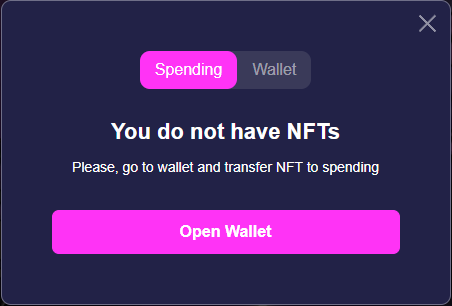 Spending Wallet
You do not have NFTs
Please, go to wallet and transfer NFT to spending
Open Wallet